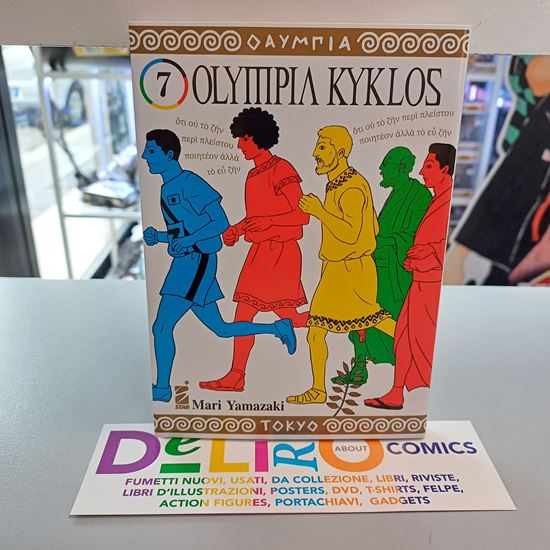 ΟΛΥΜΠΙΑ
7 OLYMPIA KYKLOS
ὅτι οὐ τὸ ζῆν
περὶ πλείστου
ποιητέον ἀλλὰ
τὸ εὖ ζῆν
ὅτι οὐ τὸ ζῆν περὶ πλείστου
ποιητέον ἀλλὰ τὸ εὖ ζῆν
STAR
Mari Yamazaki
TOKYO
DeLIRO ABOUT COMICS
FUMETTI NUOVI, USATI, DA COLLEZIONE, LIBRI, RIVISTE,
LIBRI D'ILLUSTRAZIONI, POSTERS, DVD, T-SHIRTS, FELPE,
ACTION FIGURES, PORTACHIAVI, GADGETS